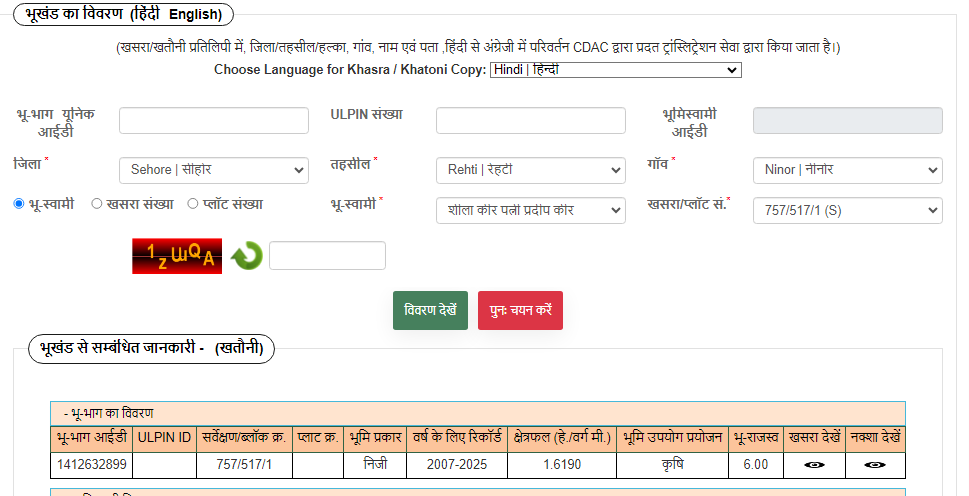 भूखंड का विवरण (हिंदी English)
(खसरा/खतौनी प्रतिलिपी में, जिला/तहसील/हल्का, गांव, नाम एवं पता ,हिंदी से अंग्रेजी में परिवर्तन CDAC द्वारा प्रदत ट्रांस्लिट्रेशन सेवा द्वारा किया जाता है।)
Choose Language for Khasra / Khatoni Copy: Hindi | हिन्दी
भू-भाग यूनिक आईडी
ULPIN संख्या
भूमिस्वामी आईडी
जिला * Sehore | सीहोर तहसील * Rehti | रेहटी गाँव * Ninor | नीनोर
भू-स्वामी खसरा संख्या प्लॉट संख्या भू-स्वामी * शीला कीर पत्नी प्रदीप कीर खसरा/प्लॉट सं.* 757/517/1 (S)
1zшQA
विवरण देखें पुनः चयन करें
भूखंड से सम्बंधित जानकारी - (खतौनी)
- भू-भाग का विवरण
भू-भाग आईडी ULPIN ID सर्वेक्षण/ब्लॉक क्र. प्लाट क्र. भूमि प्रकार वर्ष के लिए रिकॉर्ड क्षेत्रफल (हे./वर्ग मी.) भूमि उपयोग प्रयोजन भू-राजस्व खसरा देखें नक्शा देखें
1412632899 757/517/1 निजी 2007-2025 1.6190 कृषि 6.00